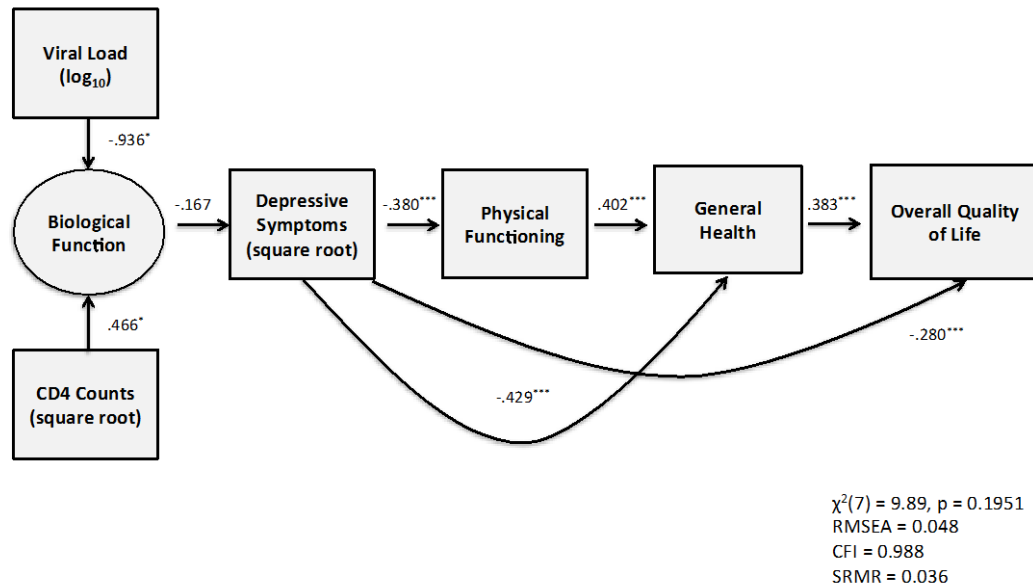 Viral Load
(log₁₀)
-.936*
Biological
Function
-.167
Depressive
Symptoms
(square root)
-.380***
Physical
Functioning
.402***
General
Health
.383***
Overall Quality
of Life
.466*
-.280***
CD4 Counts
(square root)
-.429***
χ²(7) = 9.89, p = 0.1951
RMSEA = 0.048
CFI = 0.988
SRMR = 0.036